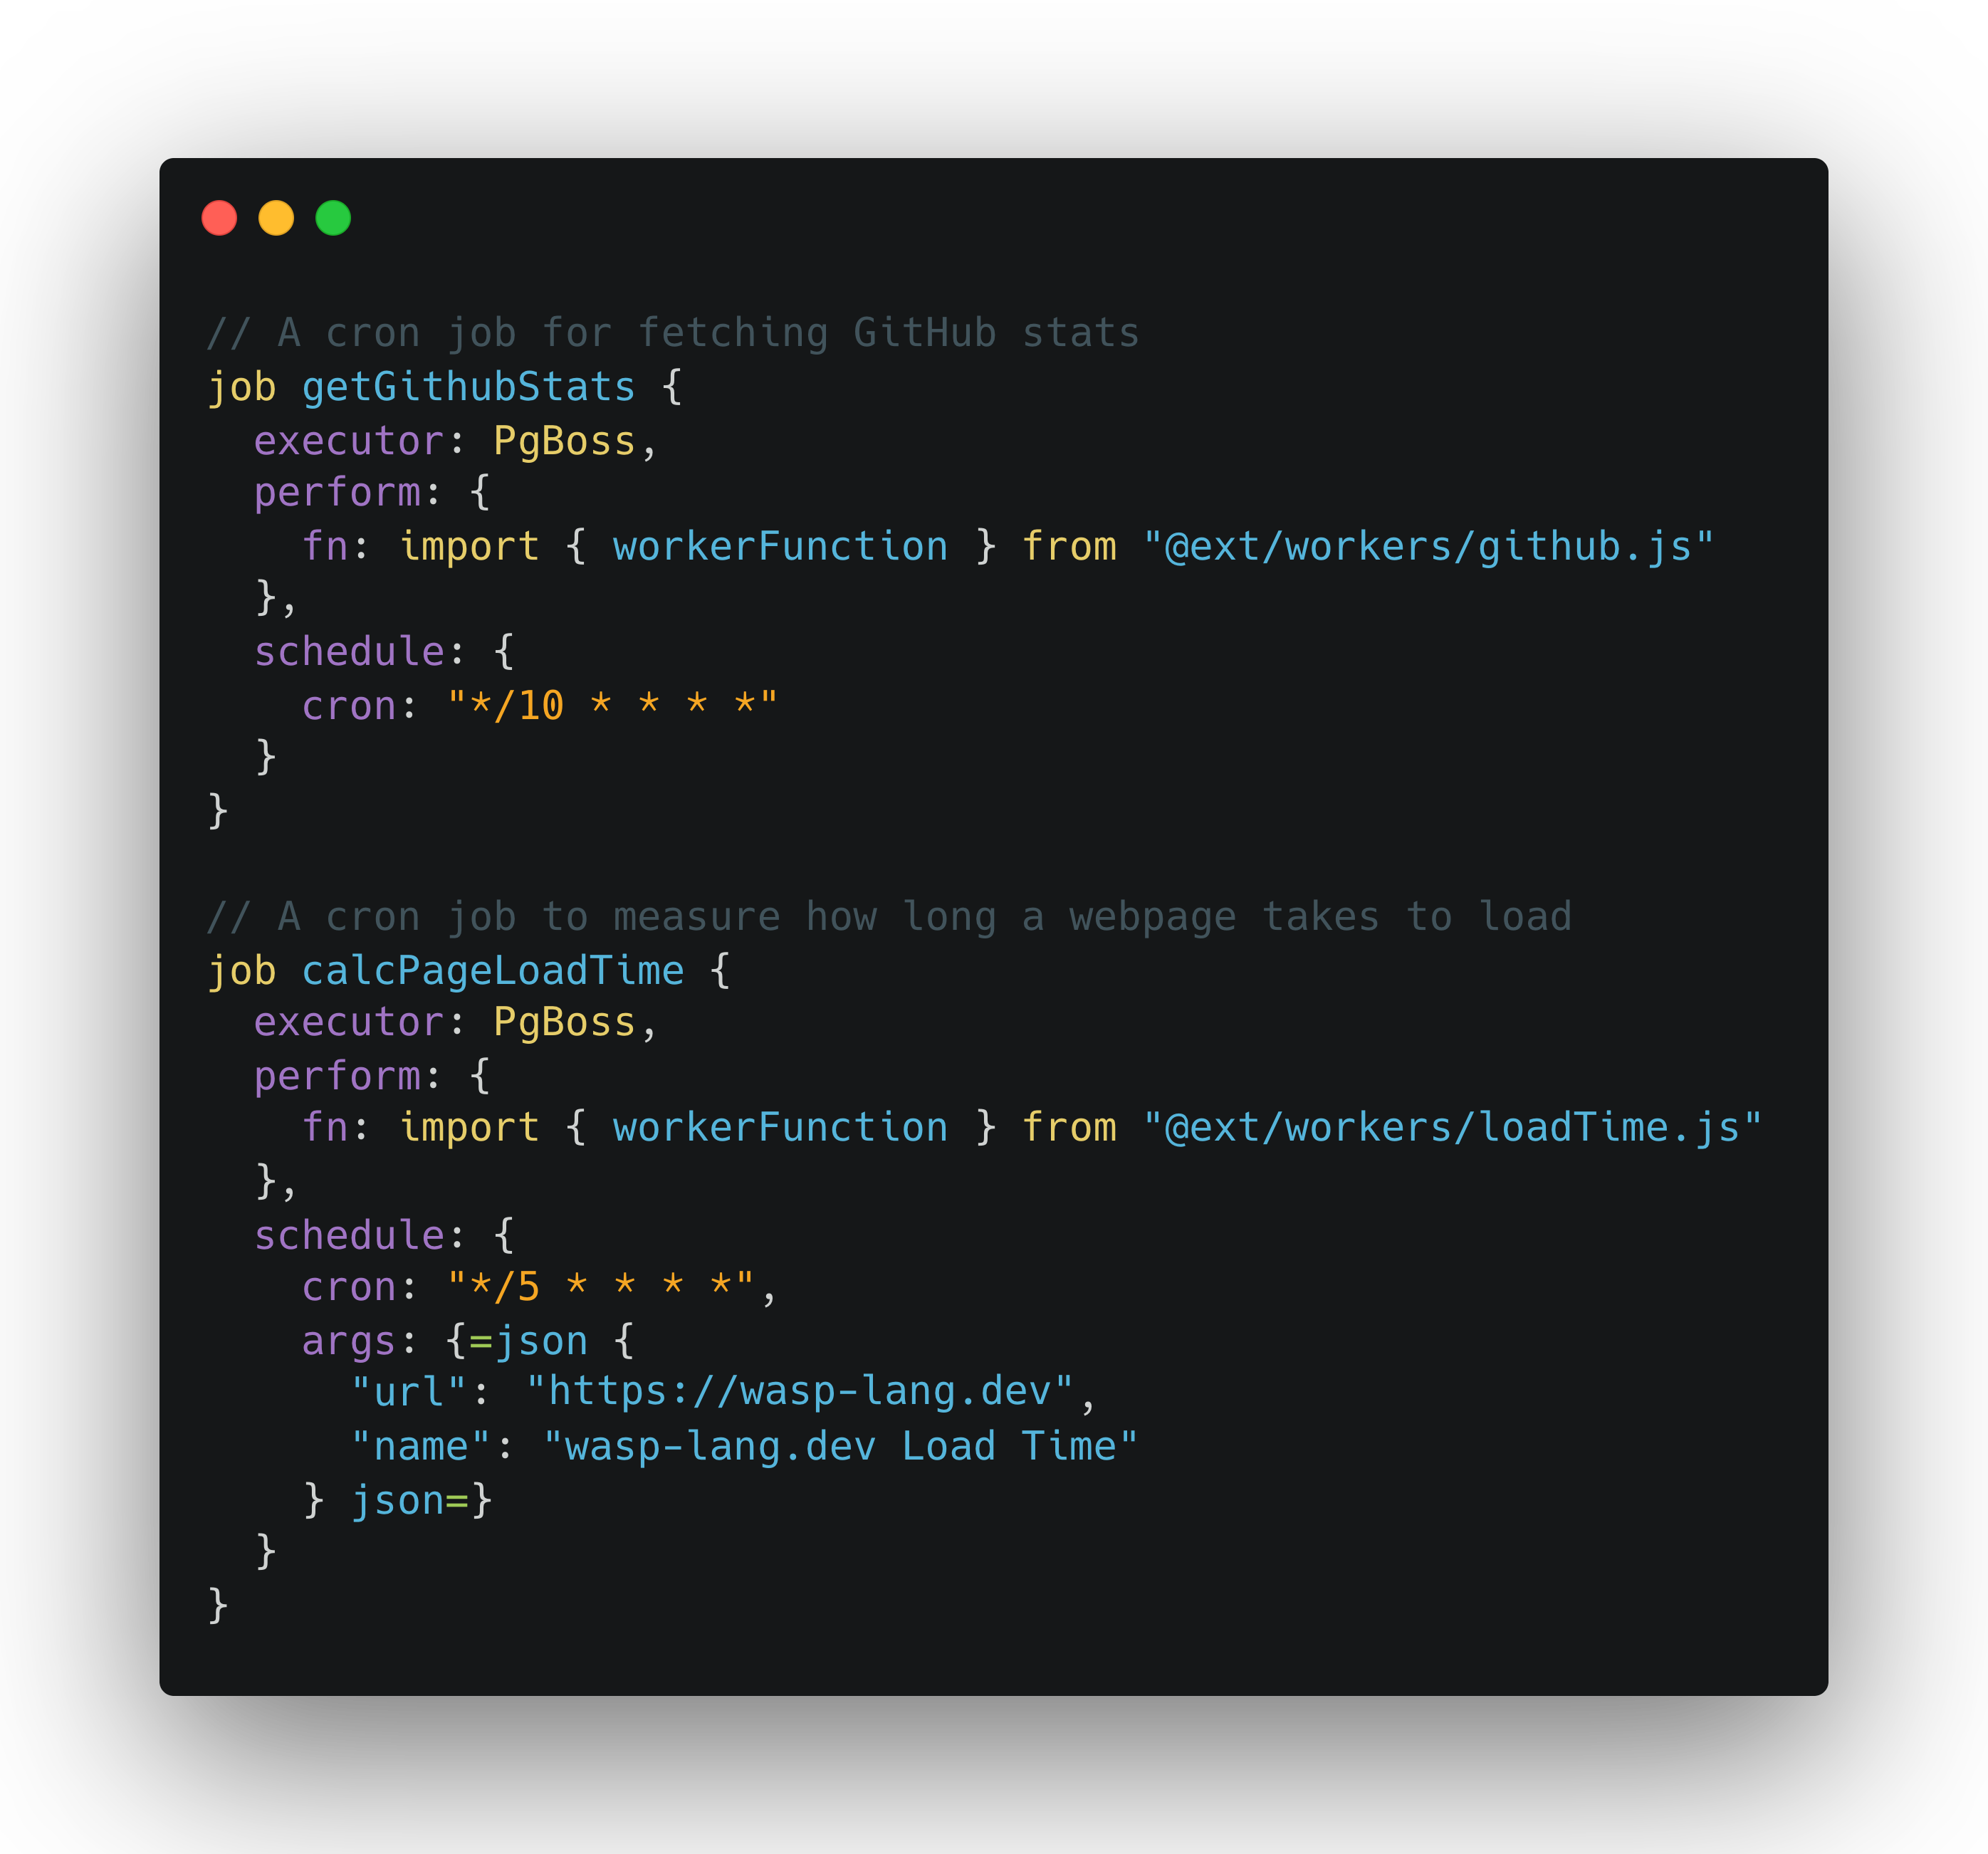 // A cron job for fetching GitHub stats
job getGithubStats {
  executor: PgBoss,
  perform: {
    fn: import { workerFunction } from "@ext/workers/github.js"
  },
  schedule: {
    cron: "*/10 * * * *"
  }
}

// A cron job to measure how long a webpage takes to load
job calcPageLoadTime {
  executor: PgBoss,
  perform: {
    fn: import { workerFunction } from "@ext/workers/loadTime.js"
  },
  schedule: {
    cron: "*/5 * * * *",
    args: {=json {
      "url": "https://wasp-lang.dev",
      "name": "wasp-lang.dev Load Time"
    } json=}
  }
}